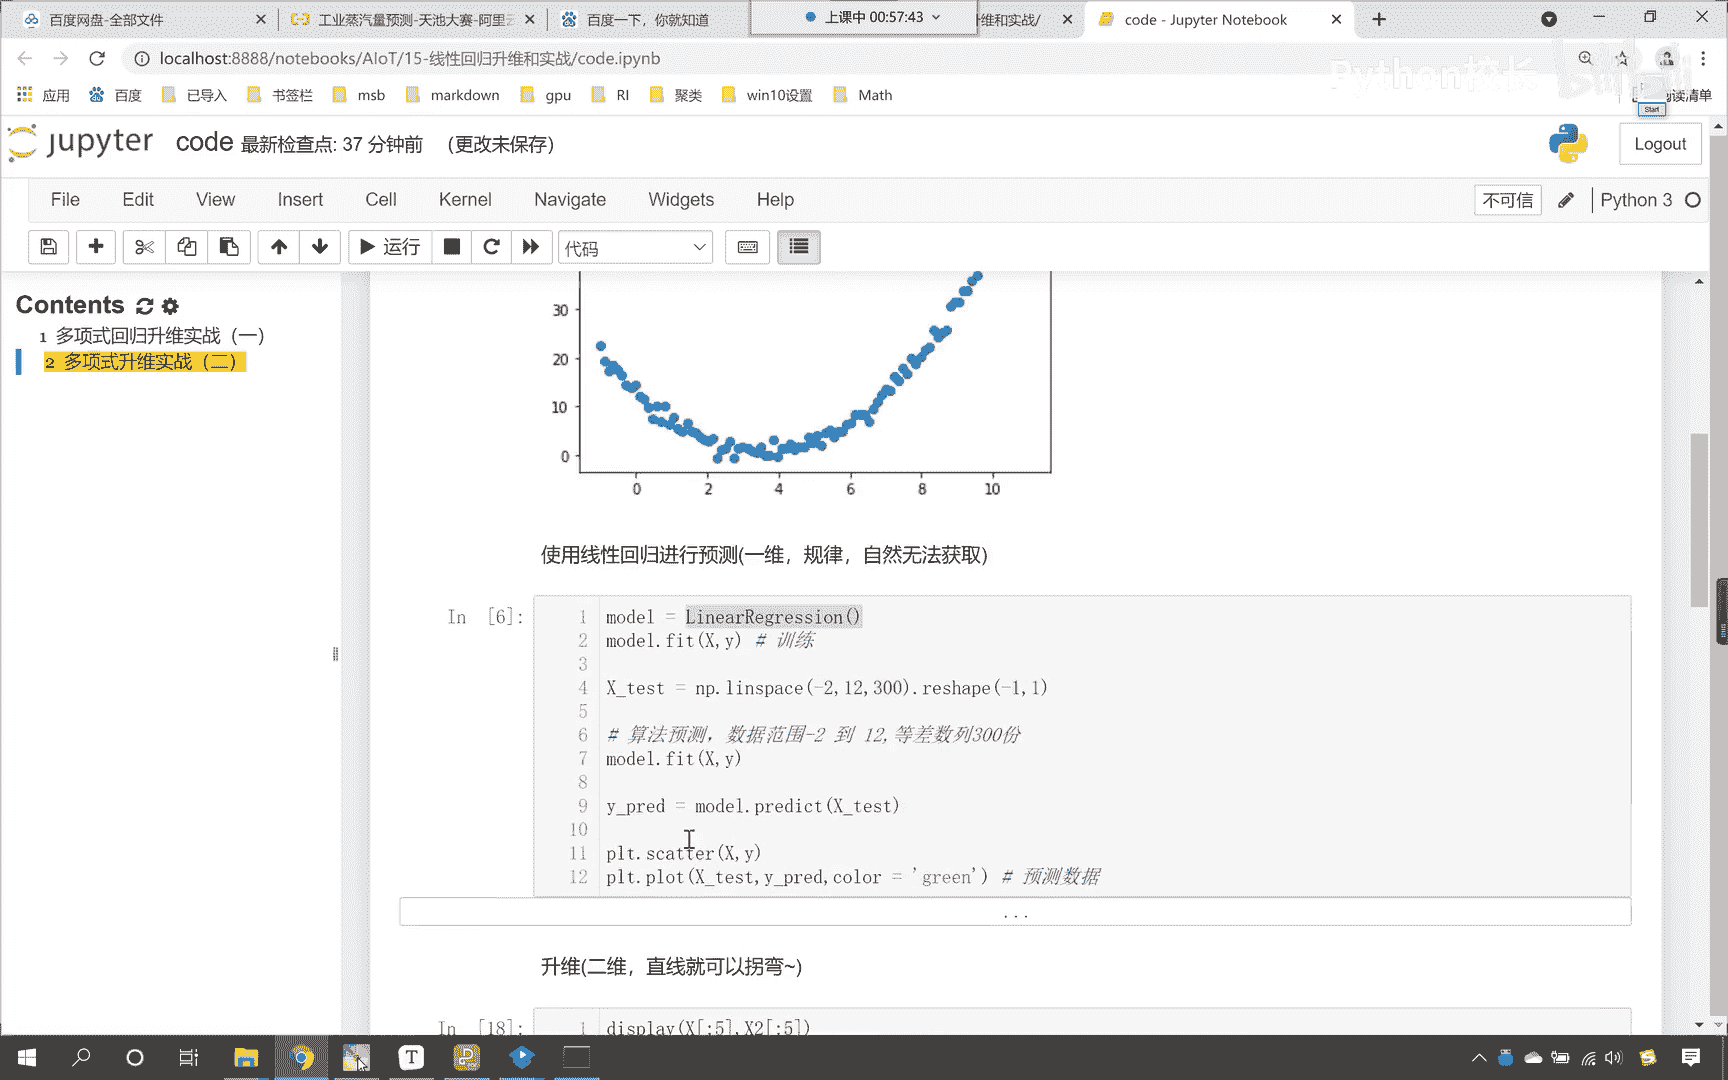 百度网盘-全部文件
工业蒸汽量预测-天池大赛-阿里云
百度一下，你就知道
上课中 00:57:43
维和实战/
code - Jupyter Notebook
localhost:8888/notebooks/AIoT/15-线性回归升维和实战/code.ipynb
Python校长
应用
百度
已导入
书签栏
msb
markdown
gpu
RI
聚类
win10设置
Math
阅读清单
Start
jupyter
code 最新检查点: 37 分钟前 (更改未保存)
Logout
File Edit View Insert Cell Kernel Navigate Widgets Help
不可信
Python 3
运行
代码
Contents
1 多项式回归升维实战（一）
2 多项式升维实战（二）
30
20
10
0
0 2 4 6 8 10
使用线性回归进行预测(一维，规律，自然无法获取)
In [6]:
1 model = LinearRegression()
2 model.fit(X,y) # 训练
3
4 X_test = np.linspace(-2,12,300).reshape(-1,1)
5
6 # 算法预测，数据范围-2 到 12,等差数列300份
7 model.fit(X,y)
8
9 y_pred = model.predict(X_test)
10
11 plt.scatter(X,y)
12 plt.plot(X_test,y_pred,color = 'green') # 预测数据
...
升维(二维，直线就可以拐弯~)
In [18]:
1 display(X[:5],X2[:5])